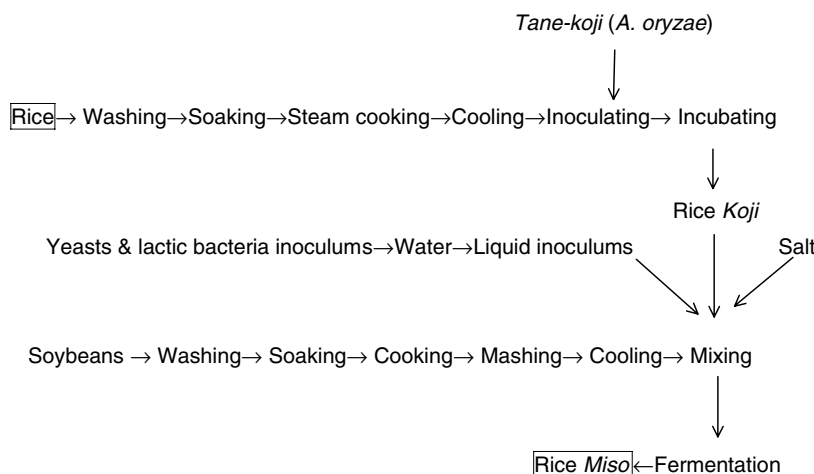 Tane-koji (A. oryzae)
Rice→ Washing→Soaking→Steam cooking→Cooling→Inoculating→ Incubating
Rice Koji
Yeasts & lactic bacteria inoculums→Water→Liquid inoculums
Salt
Soybeans → Washing→ Soaking→ Cooking→ Mashing→ Cooling→ Mixing
Rice Miso←Fermentation